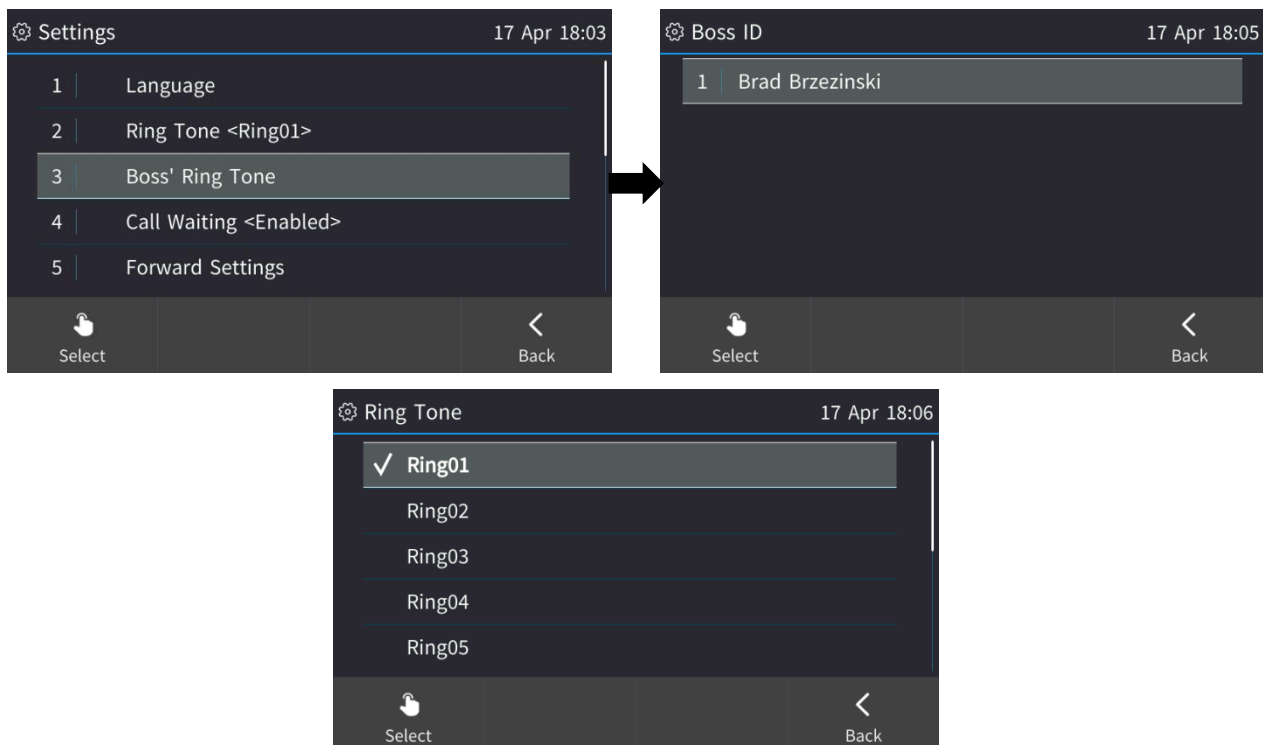 Settings 17 Apr 18:03
1 Language
2 Ring Tone <Ring01>
3 Boss' Ring Tone
4 Call Waiting <Enabled>
5 Forward Settings
Select Back
Boss ID 17 Apr 18:05
1 Brad Brzezinski
Select Back
Ring Tone 17 Apr 18:06
Ring01
Ring02
Ring03
Ring04
Ring05
Select Back